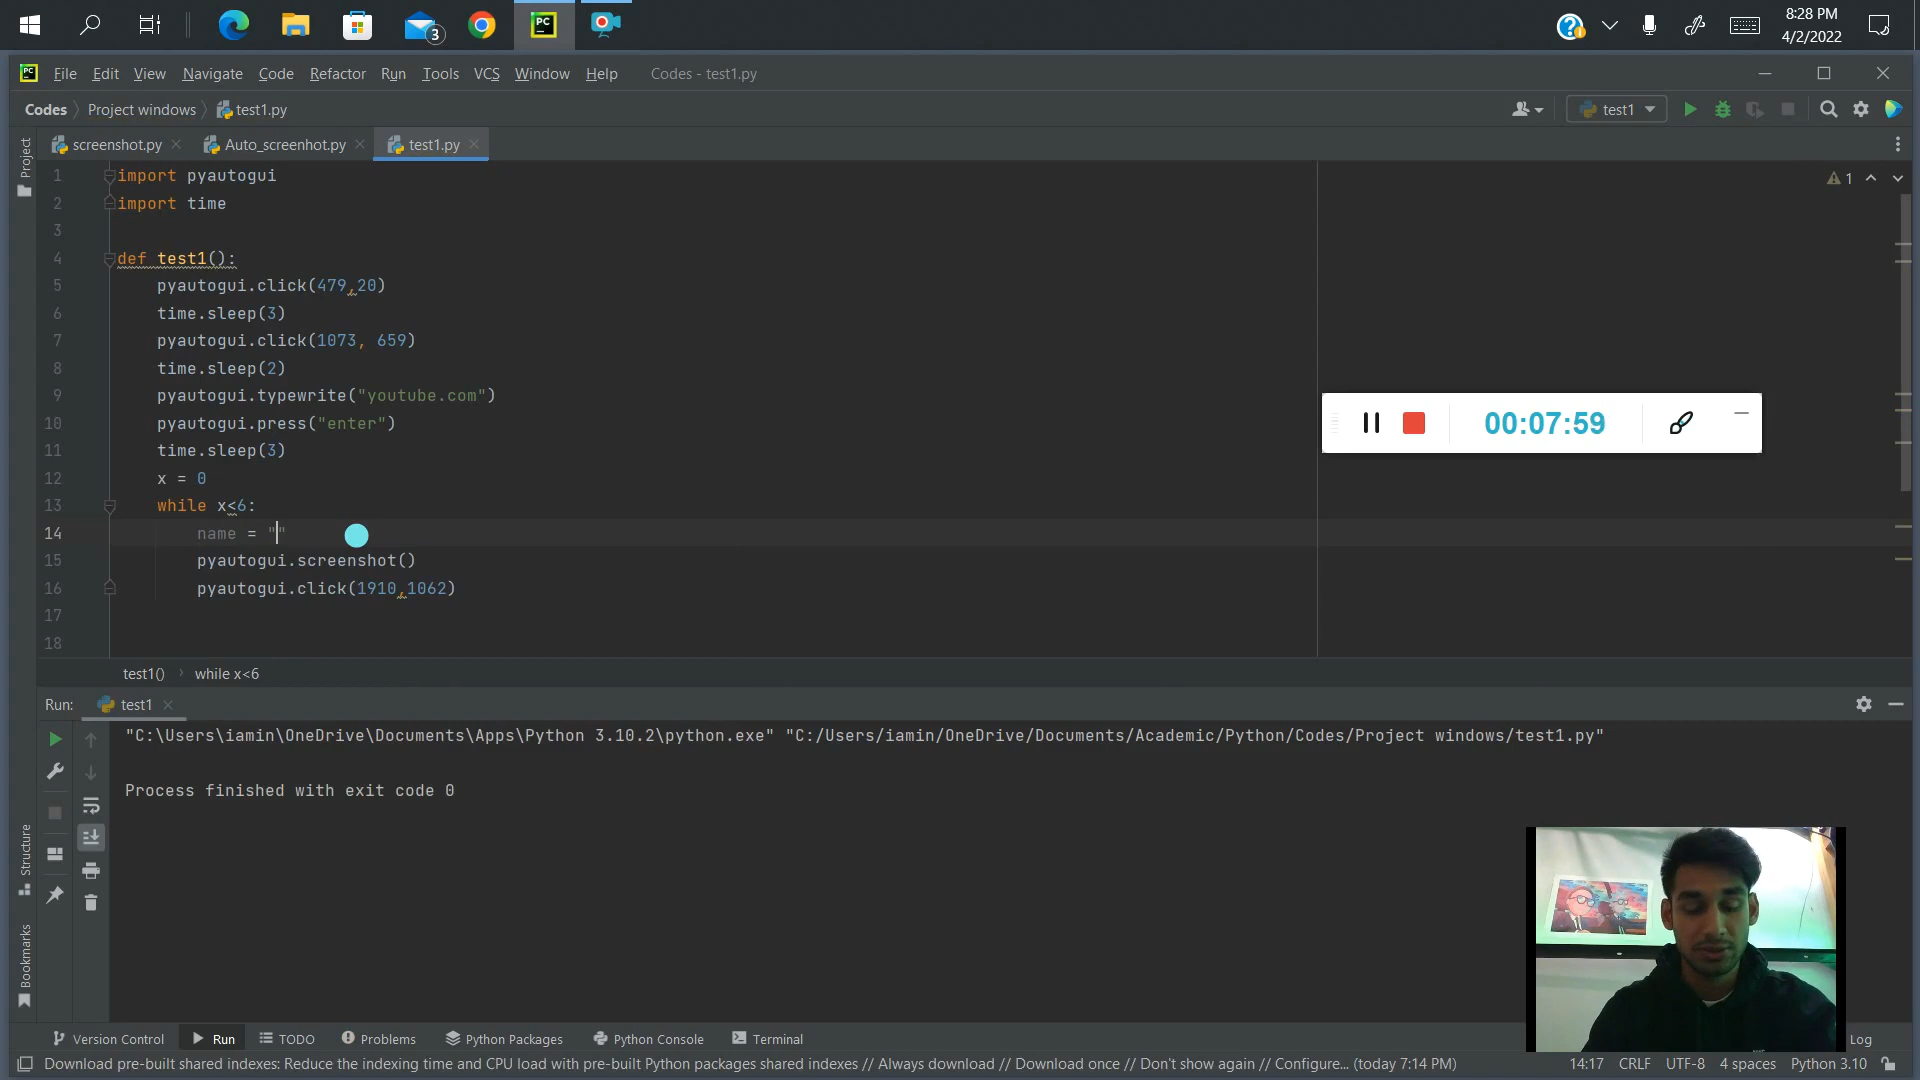 3
8:28 PM
4/2/2022
PC
File Edit View Navigate Code Refactor Run Tools VCS Window Help Codes - test1.py
Codes Project windows test1.py
test1
screenshot.py Auto_screenhot.py test1.py
Project
1 import pyautogui
1
2 import time
3
4 def test1():
5 pyautogui.click(479,20)
6 time.sleep(3)
7 pyautogui.click(1073, 659)
8 time.sleep(2)
9 pyautogui.typewrite("youtube.com")
10 pyautogui.press("enter")
00:07:59
11 time.sleep(3)
12 x = 0
13 while x<6:
14 name = ""
15 pyautogui.screenshot()
16 pyautogui.click(1910,1062)
17
18
test1() while x<6
Run: test1
"C:\Users\iamin\OneDrive\Documents\Apps\Python 3.10.2\python.exe" "C:/Users/iamin/OneDrive/Documents/Academic/Python/Codes/Project windows/test1.py"
Process finished with exit code 0
Structure
Bookmarks
Version Control Run TODO Problems Python Packages Python Console Terminal Log
Download pre-built shared indexes: Reduce the indexing time and CPU load with pre-built Python packages shared indexes // Always download // Download once // Don't show again // Configure... (today 7:14 PM) 14:17 CRLF UTF-8 4 spaces Python 3.10